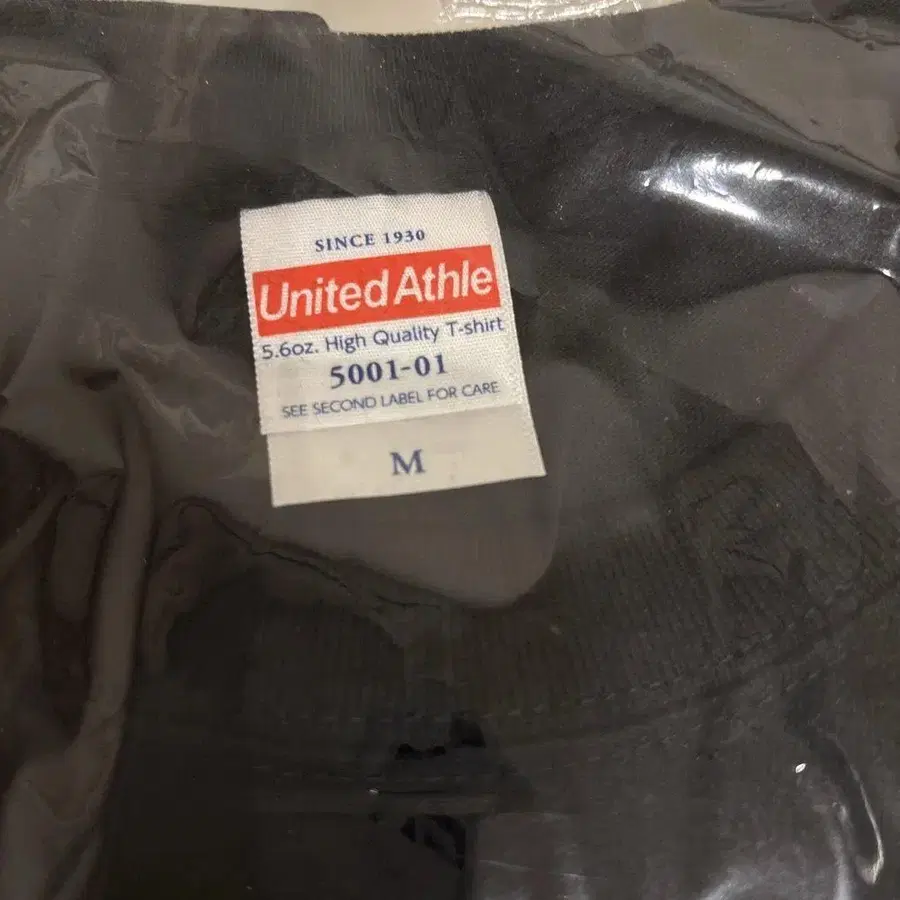 SINCE 1930
United Athle
5.6oz. High Quality T-shirt
5001-01
SEE SECOND LABEL FOR CARE
M